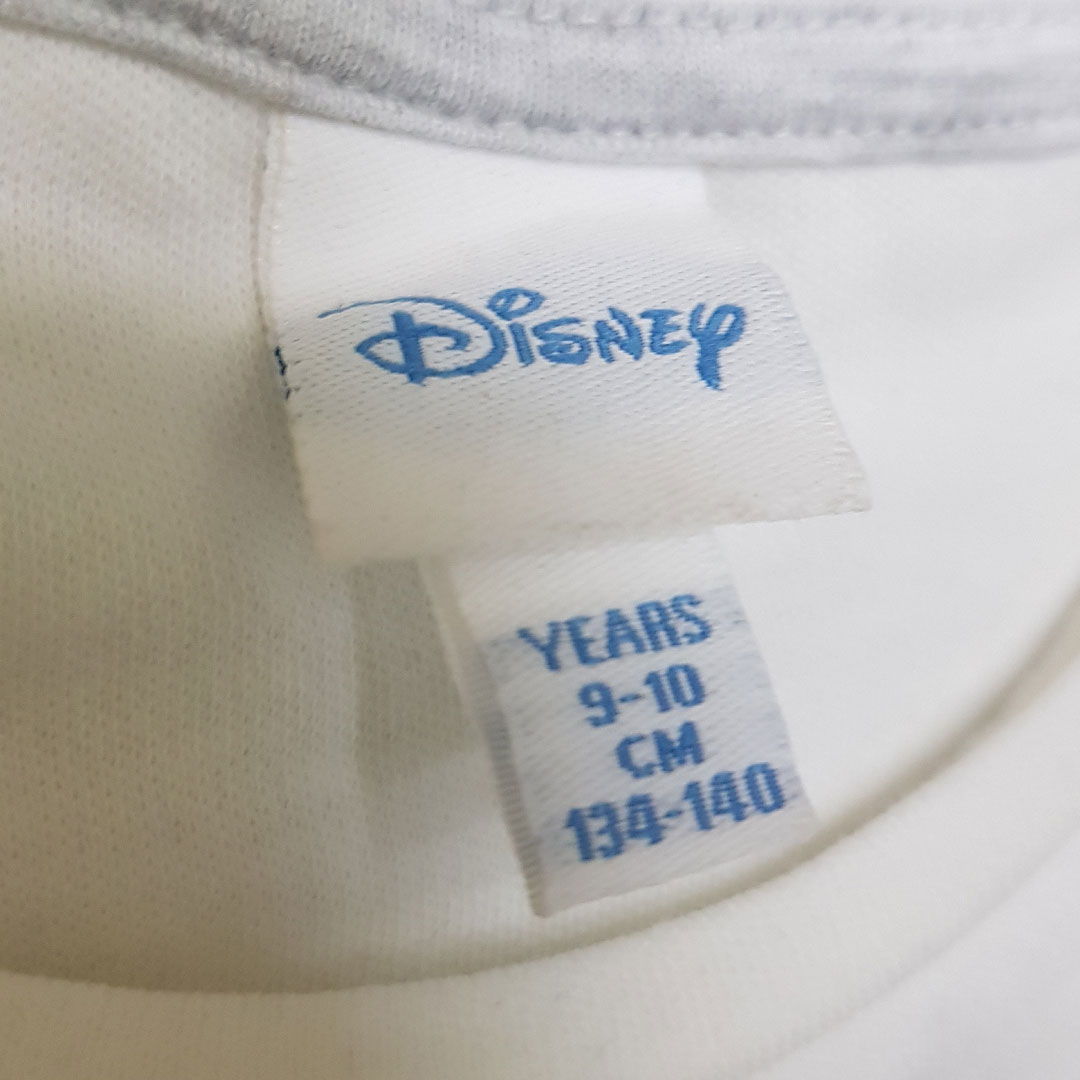 Disney
YEARS
9-10
CM
134-140